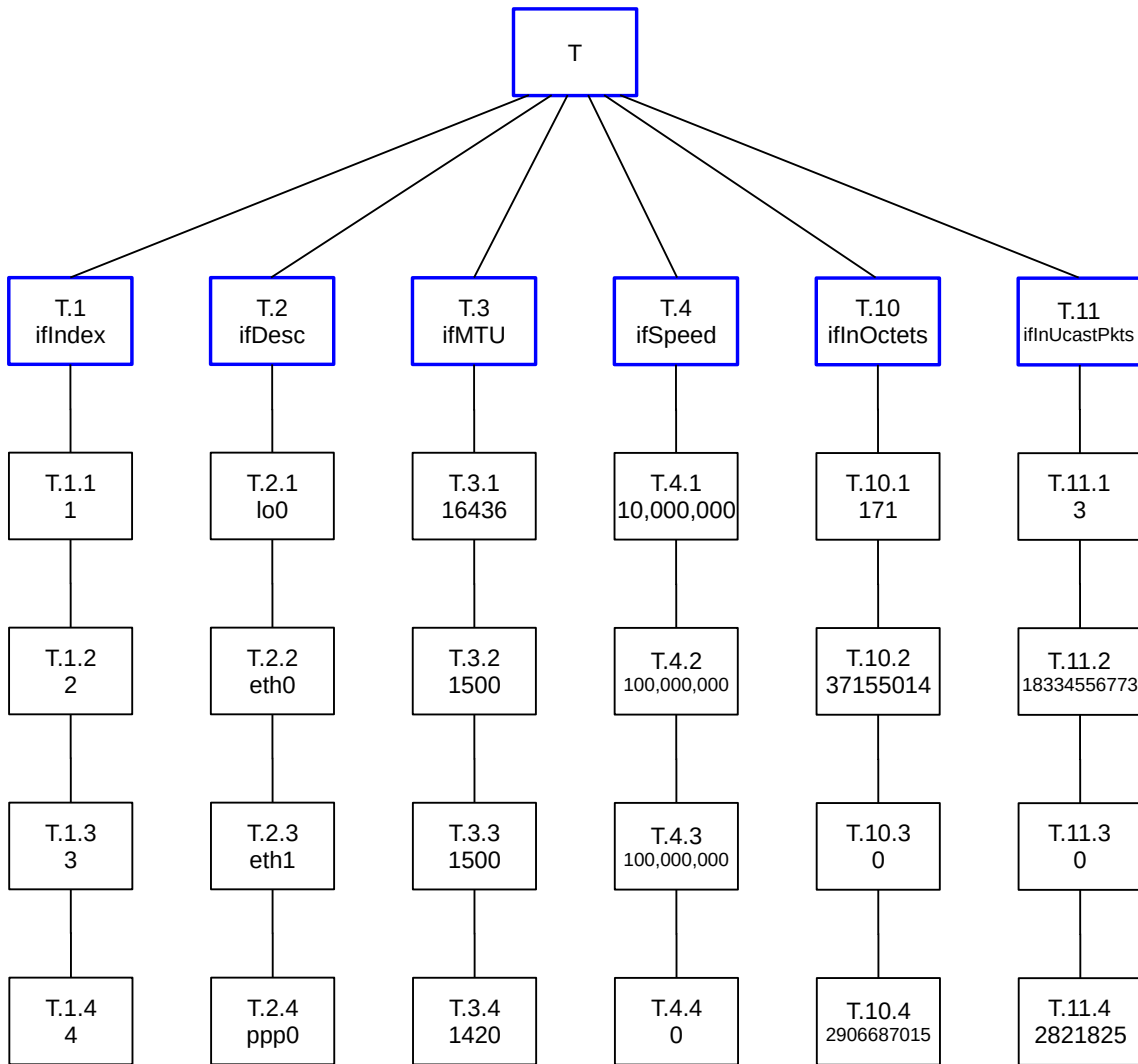 T
T.1
ifIndex
T.2
ifDesc
T.3
ifMTU
T.4
ifSpeed
T.10
ifInOctets
T.11
ifInUcastPkts
T.1.1
1
T.2.1
lo0
T.3.1
16436
T.4.1
10,000,000
T.10.1
171
T.11.1
3
T.1.2
2
T.2.2
eth0
T.3.2
1500
T.4.2
100,000,000
T.10.2
37155014
T.11.2
18334556773
T.1.3
3
T.2.3
eth1
T.3.3
1500
T.4.3
100,000,000
T.10.3
0
T.11.3
0
T.1.4
4
T.2.4
ppp0
T.3.4
1420
T.4.4
0
T.10.4
2906687015
T.11.4
2821825